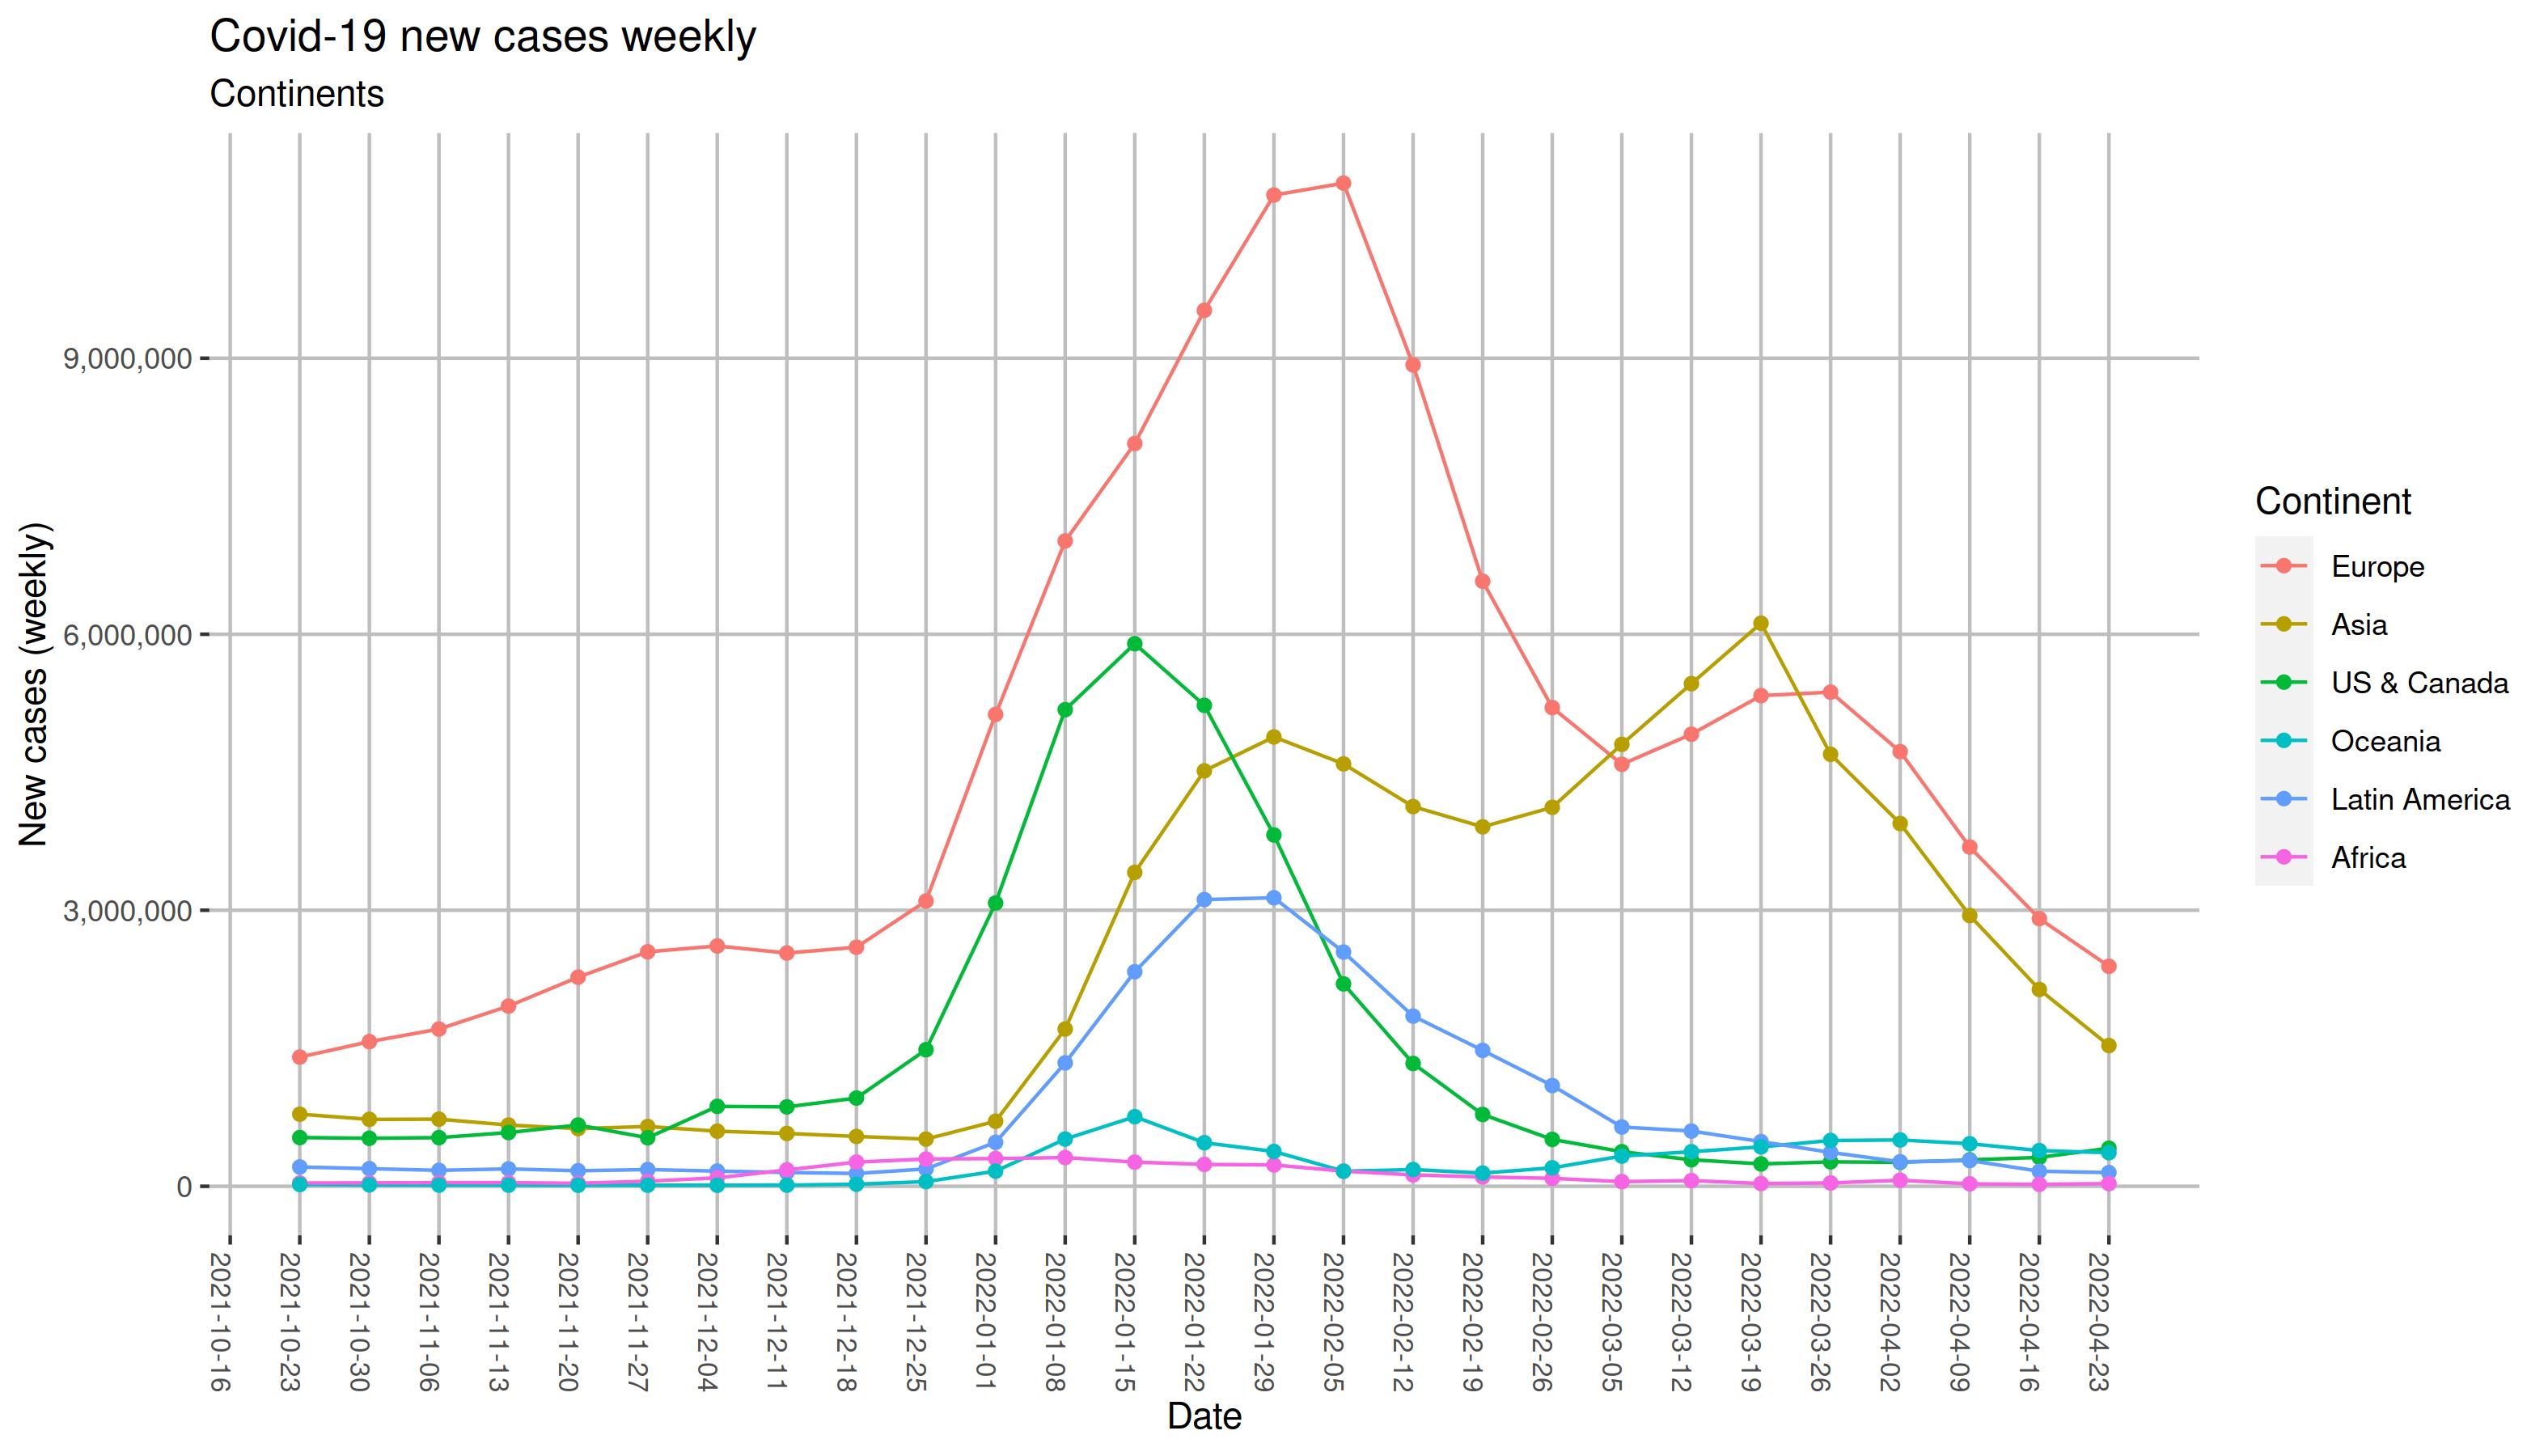 Covid-19 new cases weekly
Continents
New cases (weekly)
9,000,000
6,000,000
3,000,000
0
2021-10-16
2021-10-23
2021-10-30
2021-11-06
2021-11-13
2021-11-20
2021-11-27
2021-12-04
2021-12-11
2021-12-18
2021-12-25
2022-01-01
2022-01-08
2022-01-15
2022-01-22
2022-01-29
2022-02-05
2022-02-12
2022-02-19
2022-02-26
2022-03-05
2022-03-12
2022-03-19
2022-03-26
2022-04-02
2022-04-09
2022-04-16
2022-04-23
Date
Continent
Europe
Asia
US & Canada
Oceania
Latin America
Africa